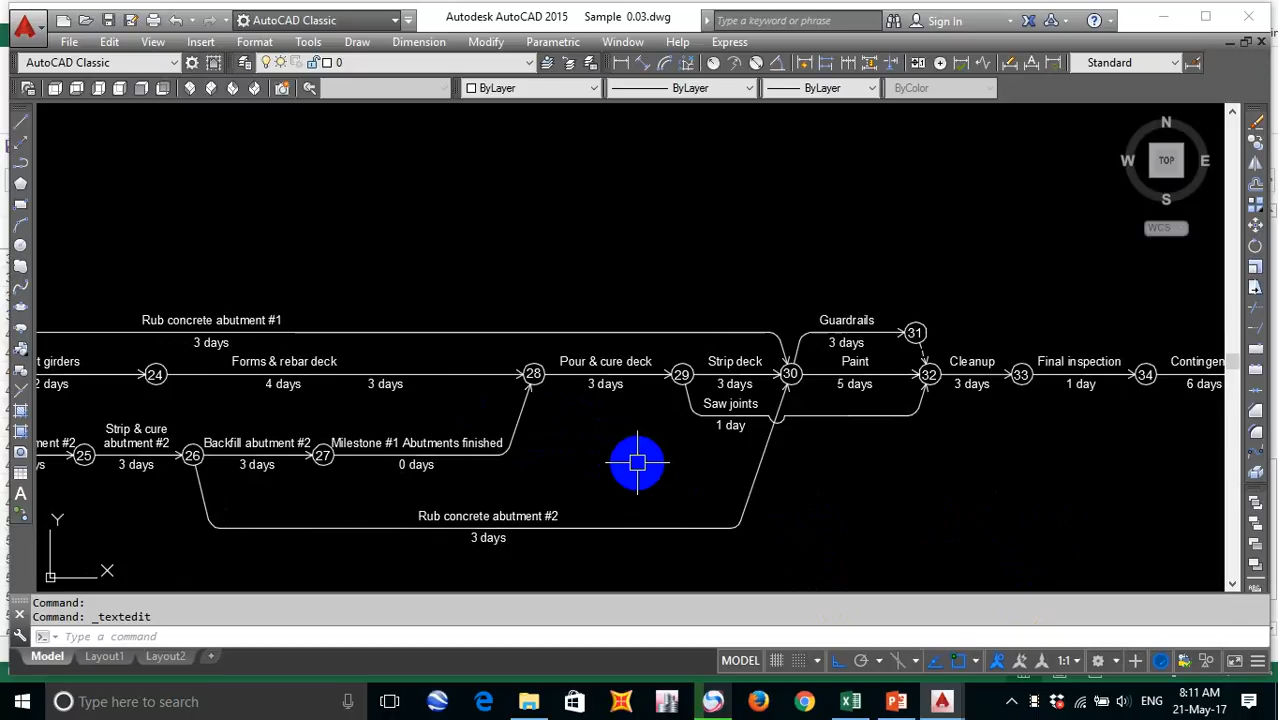 AutoCAD Classic
Autodesk AutoCAD 2015 Sample 0.03.dwg
Type a keyword or phrase
Sign In
File Edit View Insert Format Tools Draw Dimension Modify Parametric Window Help Express
AutoCAD Classic
0
Standard
ByLayer
ByLayer
ByLayer
ByColor
N
W TOP E
S
WCS
Rub concrete abutment #1
3 days
Guardrails
3 days
31
t girders
2 days
24
Forms & rebar deck
4 days
3 days
28
Pour & cure deck
3 days
29
Strip deck
3 days
30
Paint
5 days
32
Cleanup
3 days
33
Final inspection
1 day
34
Contingen
6 days
Saw joints
1 day
ment #2
25
Strip & cure
abutment #2
3 days
26
Backfill abutment #2
3 days
27
Milestone #1 Abutments finished
0 days
Rub concrete abutment #2
3 days
Y
X
Command:
Command: _textedit
Type a command
Model Layout1 Layout2 +
MODEL
1:1
Type here to search
ENG
8:11 AM
21-May-17